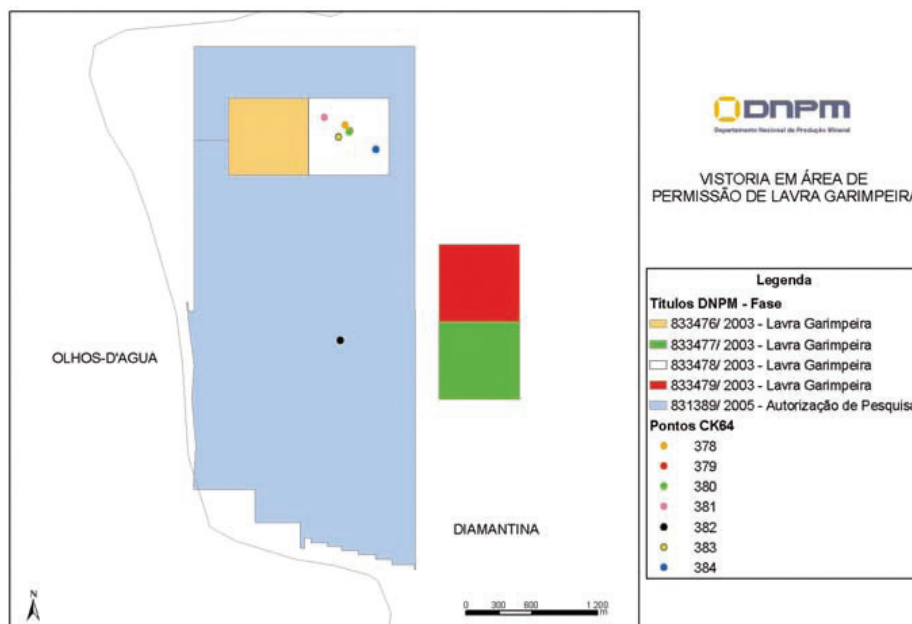 DNPM
Departamento Nacional de Produção Mineral
VISTORIA EM ÁREA DE
PERMISSÃO DE LAVRA GARIMPEIRA
Legenda
Titulos DNPM - Fase
833476/ 2003 - Lavra Garimpeira
833477/ 2003 - Lavra Garimpeira
833478/ 2003 - Lavra Garimpeira
833479/ 2003 - Lavra Garimpeira
831389/ 2005 - Autorização de Pesquisa
Pontos CK64
378
379
380
381
382
383
384
OLHOS-D'AGUA
DIAMANTINA
N
0 300 600 1.200
m